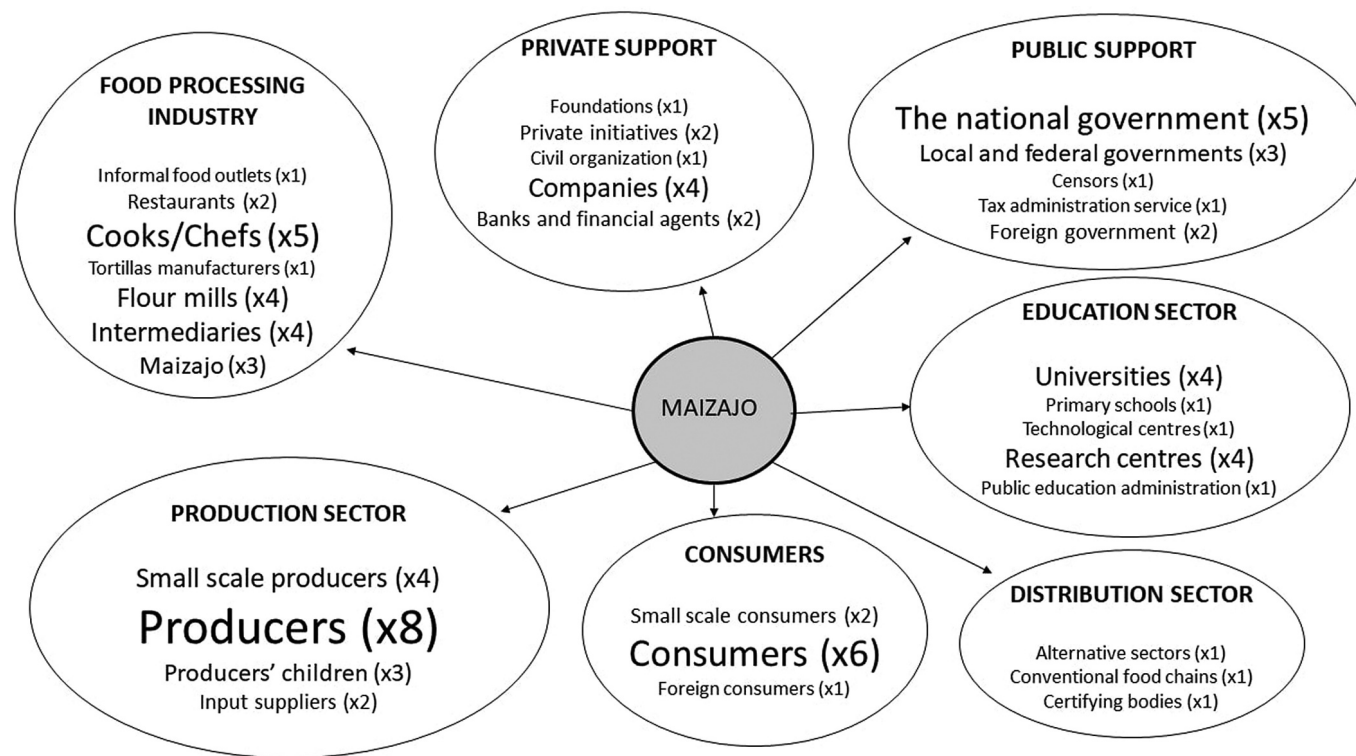 FOOD PROCESSING
INDUSTRY
Informal food outlets (x1)
Restaurants (x2)
Cooks/Chefs (x5)
Tortillas manufacturers (x1)
Flour mills (x4)
Intermediaries (x4)
Maizajo (x3)
PRIVATE SUPPORT
Foundations (x1)
Private initiatives (x2)
Civil organization (x1)
Companies (x4)
Banks and financial agents (x2)
PUBLIC SUPPORT
The national government (x5)
Local and federal governments (x3)
Censors (x1)
Tax administration service (x1)
Foreign government (x2)
MAIZAJO
EDUCATION SECTOR
Universities (x4)
Primary schools (x1)
Technological centres (x1)
Research centres (x4)
Public education administration (x1)
PRODUCTION SECTOR
Small scale producers (x4)
Producers (x8)
Producers’ children (x3)
Input suppliers (x2)
CONSUMERS
Small scale consumers (x2)
Consumers (x6)
Foreign consumers (x1)
DISTRIBUTION SECTOR
Alternative sectors (x1)
Conventional food chains (x1)
Certifying bodies (x1)